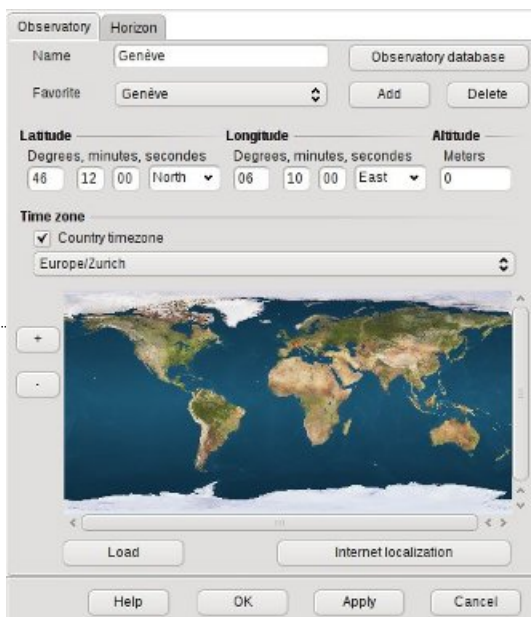 Observatory Horizon
Name Genève Observatory database
Favorite Genève Add Delete
Latitude Longitude Altitude
Degrees, minutes, secondes Degrees, minutes, secondes Meters
46 12 00 North 06 10 00 East 0
Time zone
Country timezone
Europe/Zurich
+
-
Load Internet localization
Help OK Apply Cancel